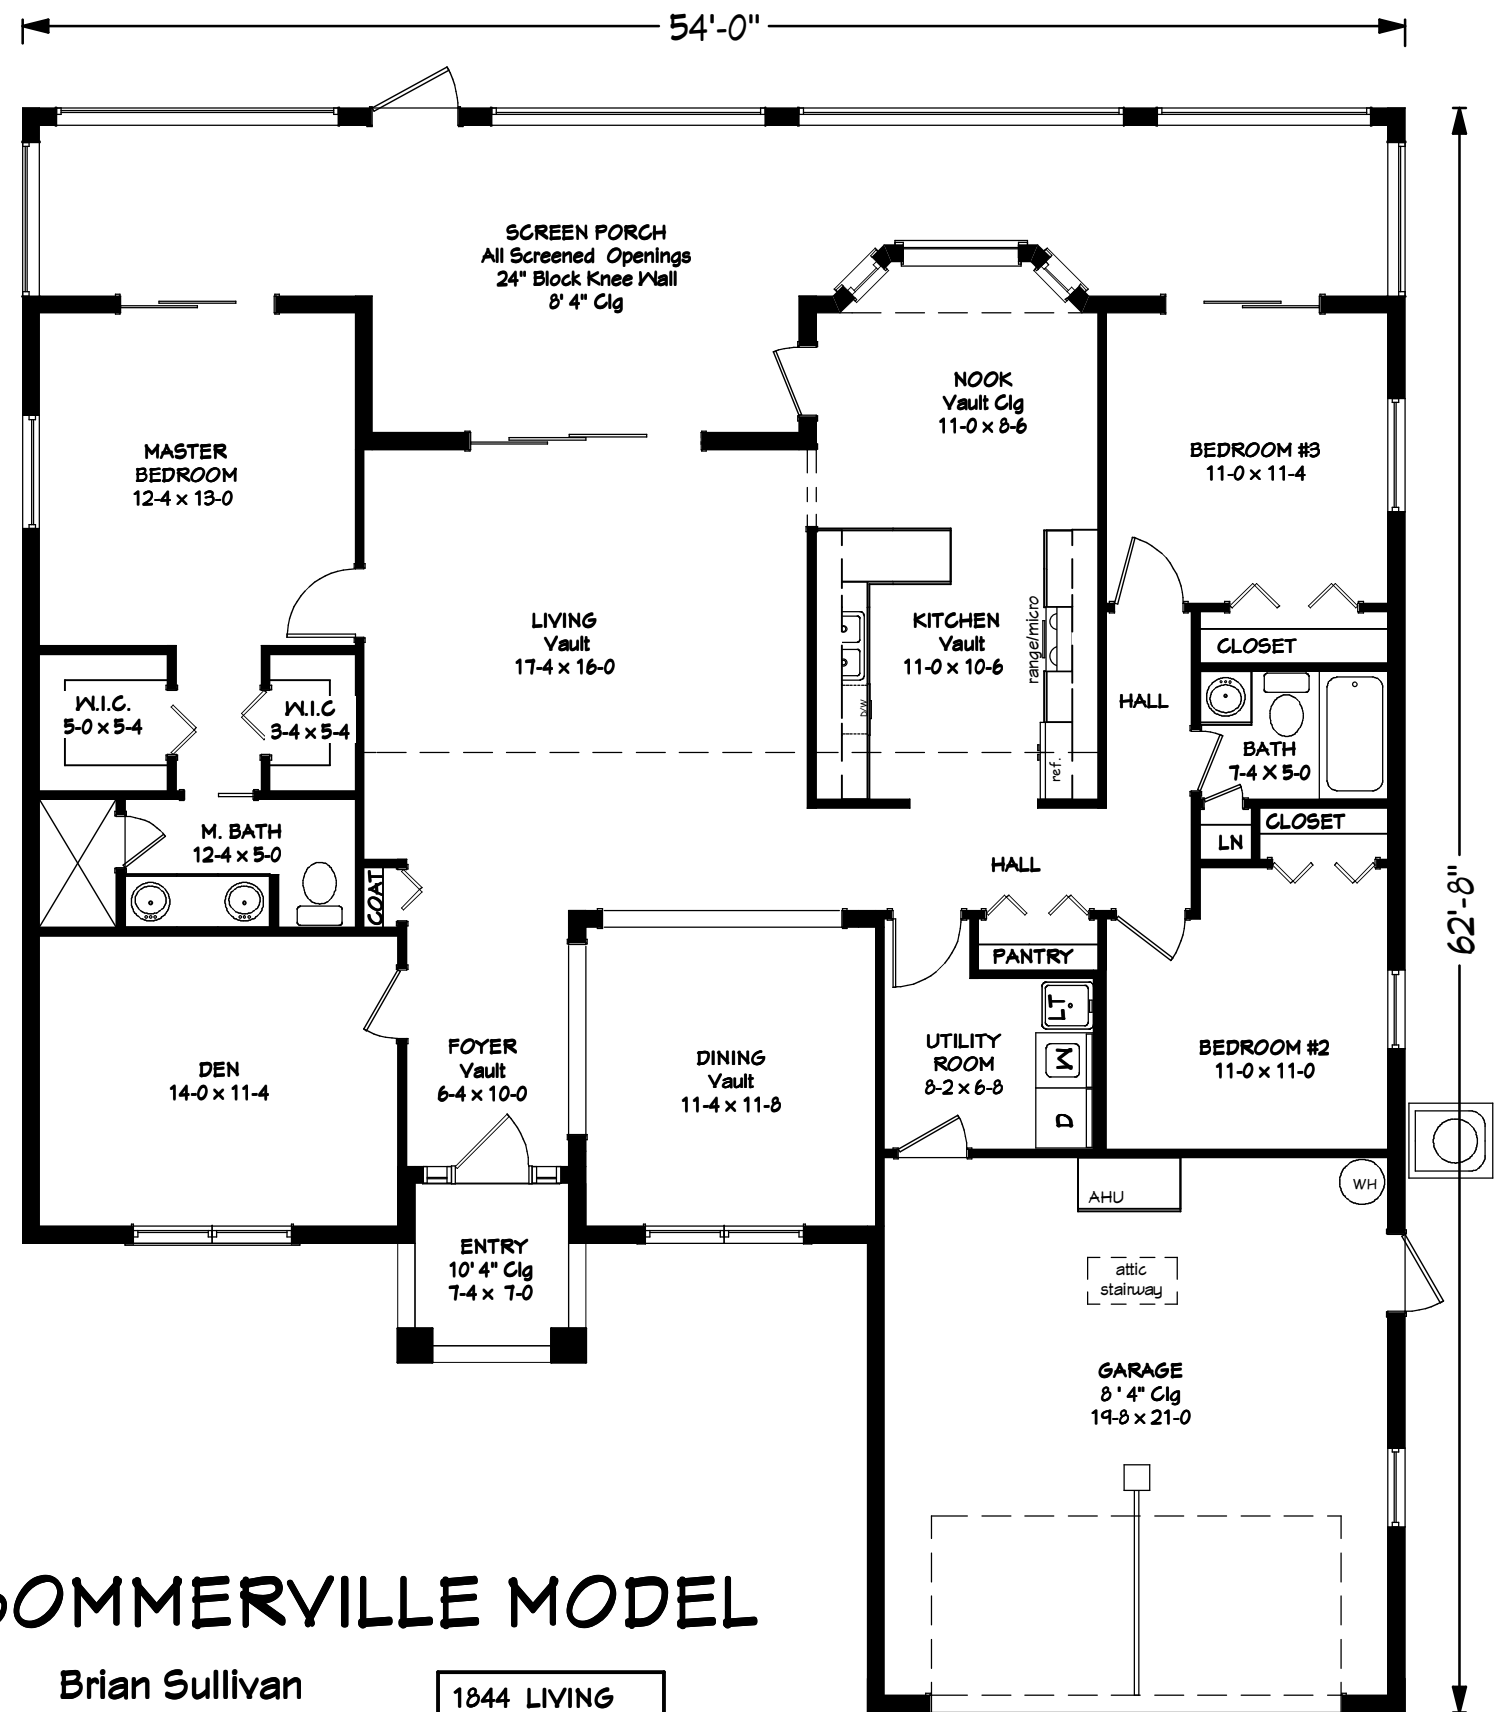 54'-0"
SCREEN PORCH
All Screened Openings
24" Block Knee Wall
8' 4" Clg
NOOK
Vault Clg
11-0 x 8-6
MASTER
BEDROOM
12-4 x 13-0
BEDROOM #3
11-0 x 11-4
LIVING
Vault
17-4 x 16-0
KITCHEN
Vault
11-0 x 10-6
range/micro
D/W
ref.
CLOSET
HALL
W.I.C.
5-0 x 5-4
W.I.C
3-4 x 5-4
BATH
7-4 X 5-0
M. BATH
12-4 x 5-0
CLOSET
LN
HALL
COAT
PANTRY
62'-8"
LT
W
D
UTILITY
ROOM
8-2 x 6-8
FOYER
Vault
6-4 x 10-0
DINING
Vault
11-4 x 11-8
DEN
14-0 x 11-4
BEDROOM #2
11-0 x 11-0
AHU
WH
ENTRY
10' 4" Clg
7-4 x 7-0
attic
stairway
GARAGE
8 ' 4" Clg
19-8 x 21-0
SOMMERVILLE MODEL
Brian Sullivan
1844 LIVING